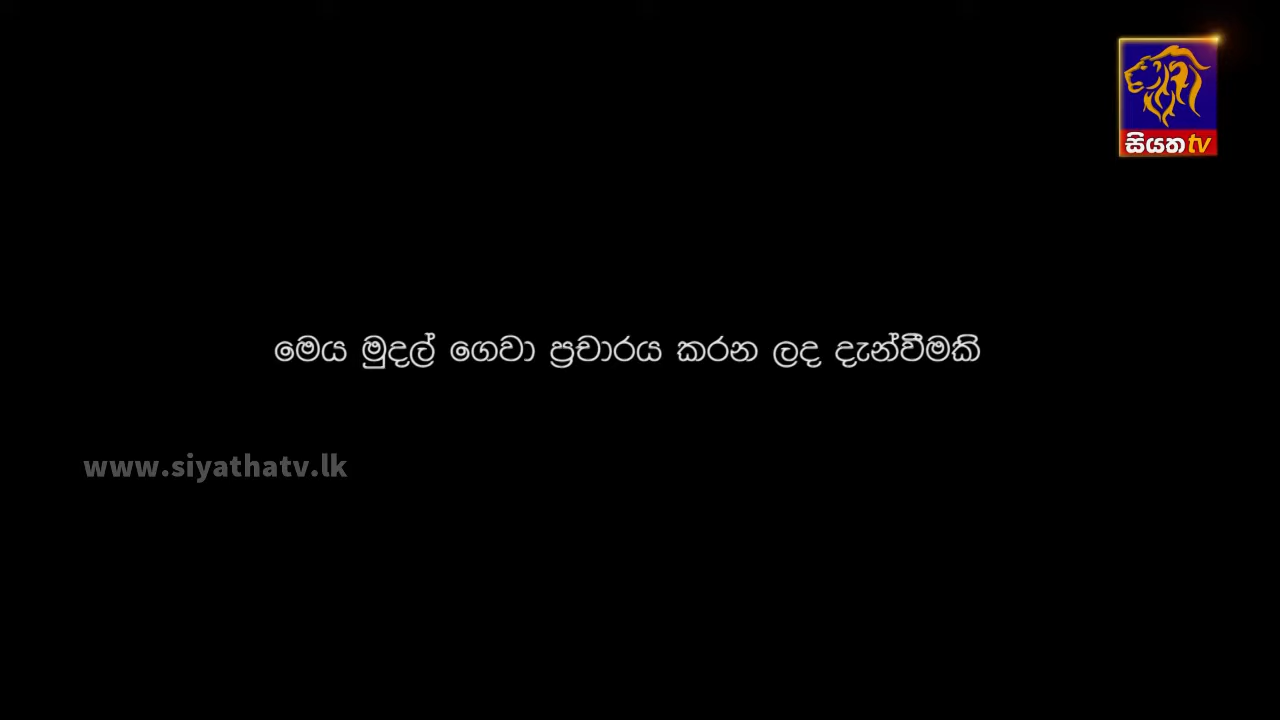 සියත tv
මෙය මුදල් ගෙවා ප්‍රචාරය කරන ලද දැන්වීමකි
www.siyathatv.lk